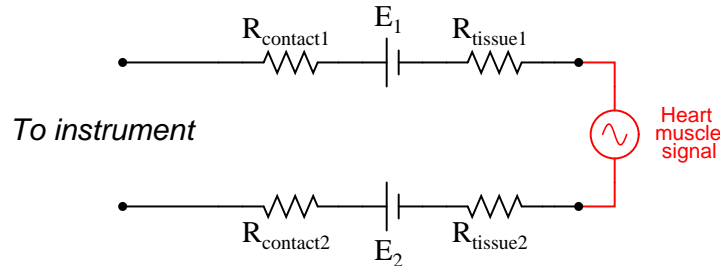 E1
Rcontact1
Rtissue1
To instrument
Heart
muscle
signal
Rcontact2
E2
Rtissue2